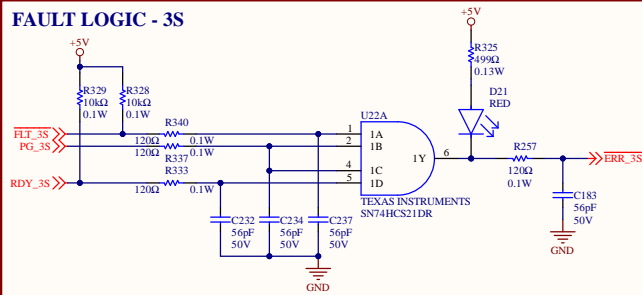 FAULT LOGIC - 3S
+5V
+5V
R325
499Ω
0.13W
R329
10kΩ
0.1W
R328
10kΩ
0.1W
D21
RED
FLT_3S
PG_3S
RDY_3S
R340
120Ω
0.1W
120Ω
0.1W
R337
R333
120Ω
0.1W
U22A
1 1A
2 1B
4 1C
5 1D
1Y 6
TEXAS INSTRUMENTS
SN74HCS21DR
R257
120Ω
0.1W
ERR_3S
C232
56pF
50V
C234
56pF
50V
C237
56pF
50V
C183
56pF
50V
GND
GND